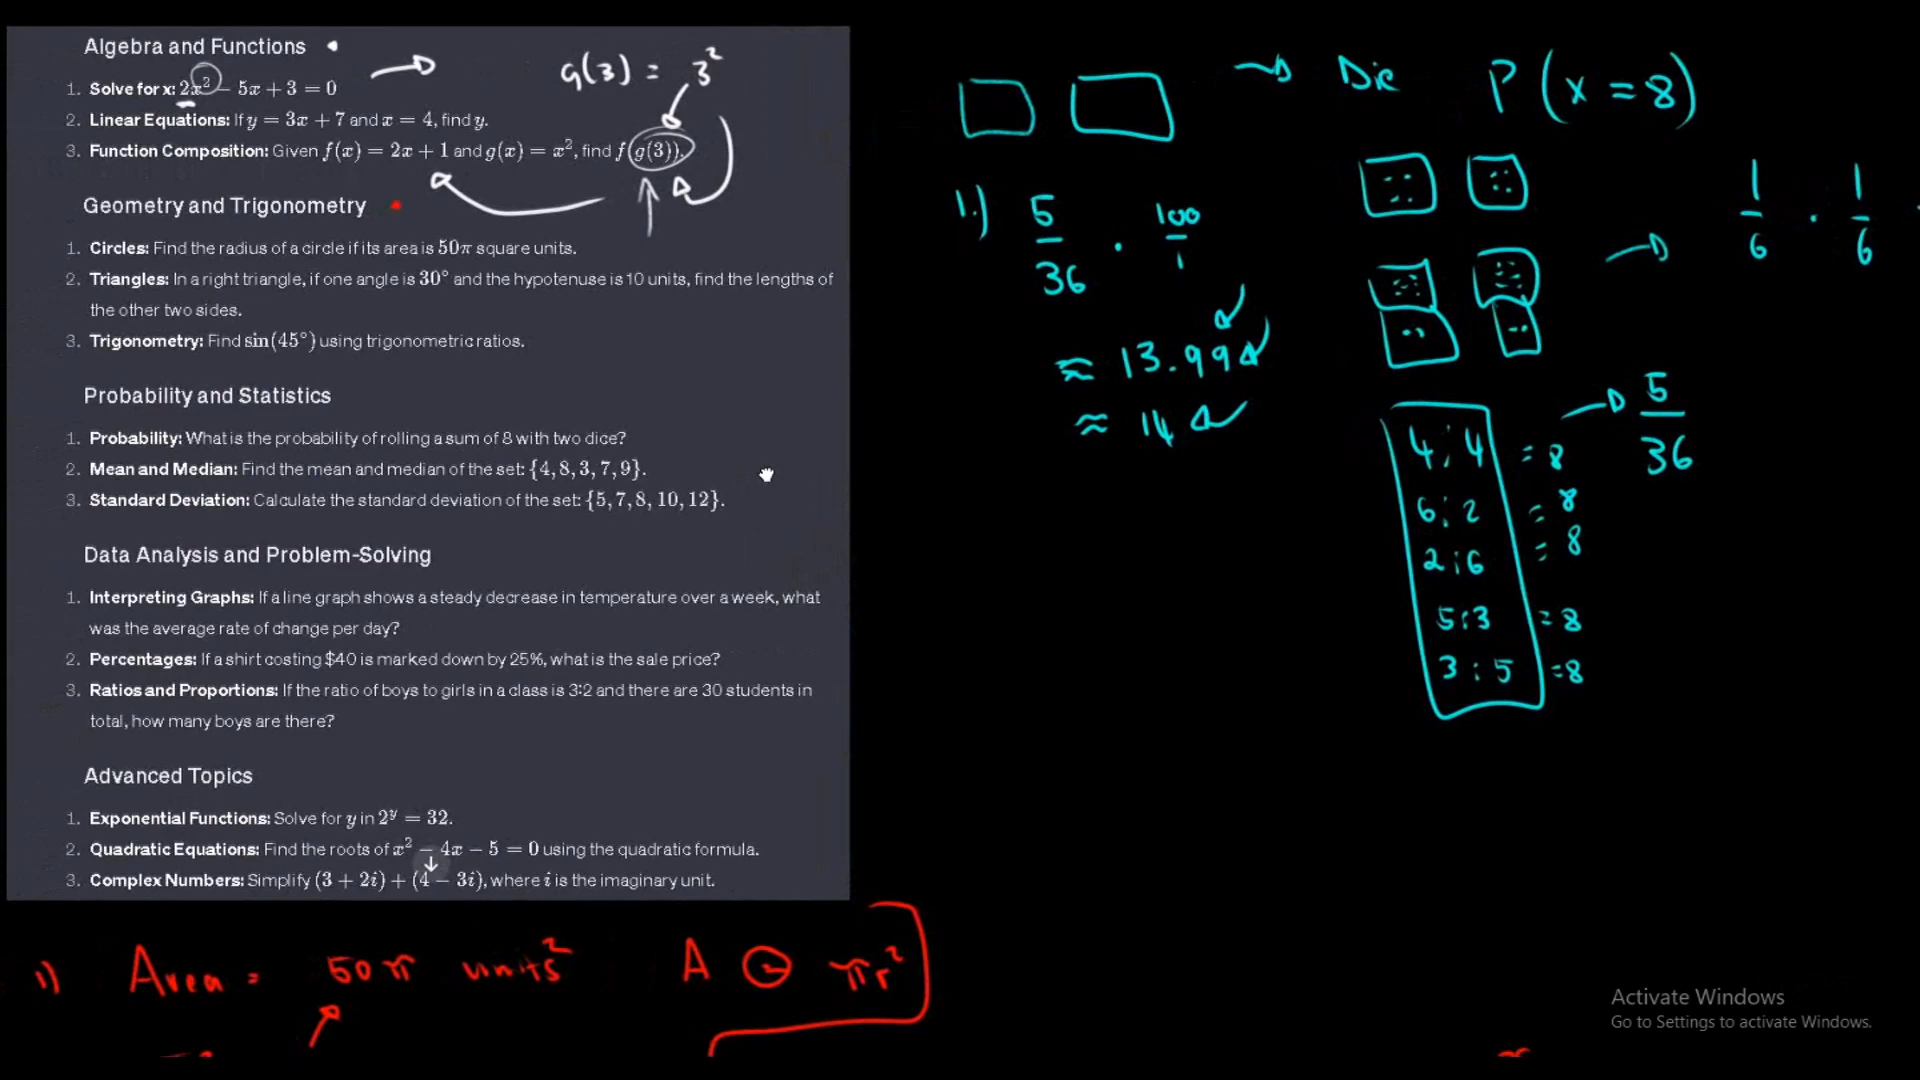 Algebra and Functions
1. Solve for x: 2x² − 5x + 3 = 0
2. Linear Equations: If y = 3x + 7 and x = 4, find y.
3. Function Composition: Given f(x) = 2x + 1 and g(x) = x², find f(g(3)).
g(3) = 3²
Geometry and Trigonometry
1. Circles: Find the radius of a circle if its area is 50π square units.
2. Triangles: In a right triangle, if one angle is 30° and the hypotenuse is 10 units, find the lengths of
the other two sides.
3. Trigonometry: Find sin(45°) using trigonometric ratios.
Probability and Statistics
1. Probability: What is the probability of rolling a sum of 8 with two dice?
2. Mean and Median: Find the mean and median of the set: {4, 8, 3, 7, 9}.
3. Standard Deviation: Calculate the standard deviation of the set: {5, 7, 8, 10, 12}.
Data Analysis and Problem-Solving
1. Interpreting Graphs: If a line graph shows a steady decrease in temperature over a week, what
was the average rate of change per day?
2. Percentages: If a shirt costing $40 is marked down by 25%, what is the sale price?
3. Ratios and Proportions: If the ratio of boys to girls in a class is 3:2 and there are 30 students in
total, how many boys are there?
Advanced Topics
1. Exponential Functions: Solve for y in 2ʸ = 32.
2. Quadratic Equations: Find the roots of x² − 4x − 5 = 0 using the quadratic formula.
3. Complex Numbers: Simplify (3 + 2i) + (4 − 3i), where i is the imaginary unit.
1) Area = 50π units² A = πr²
Die P(x = 8)
1.) 5/36 · 100/1
≈ 13.99
≈ 14
1/6 · 1/6
4; 4 = 8
6; 2 = 8
2; 6 = 8
5:3 = 8
3:5 = 8
5/36
Activate Windows
Go to Settings to activate Windows.